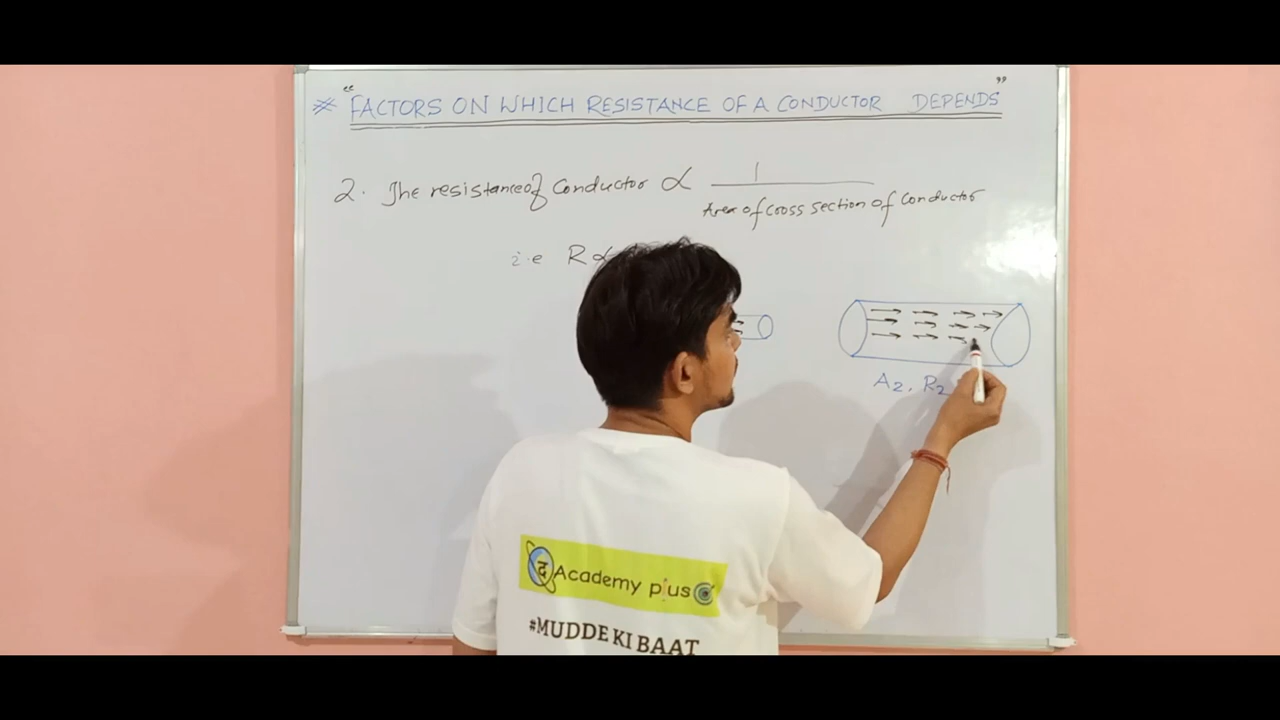 “ ”
# FACTORS ON WHICH RESISTANCE OF A CONDUCTOR DEPENDS
2. The resistance of Conductor ∝ 1
Area of cross section of Conductor
i.e R ∝
A2, R2
द Academy plus
#MUDDE KI BAAT